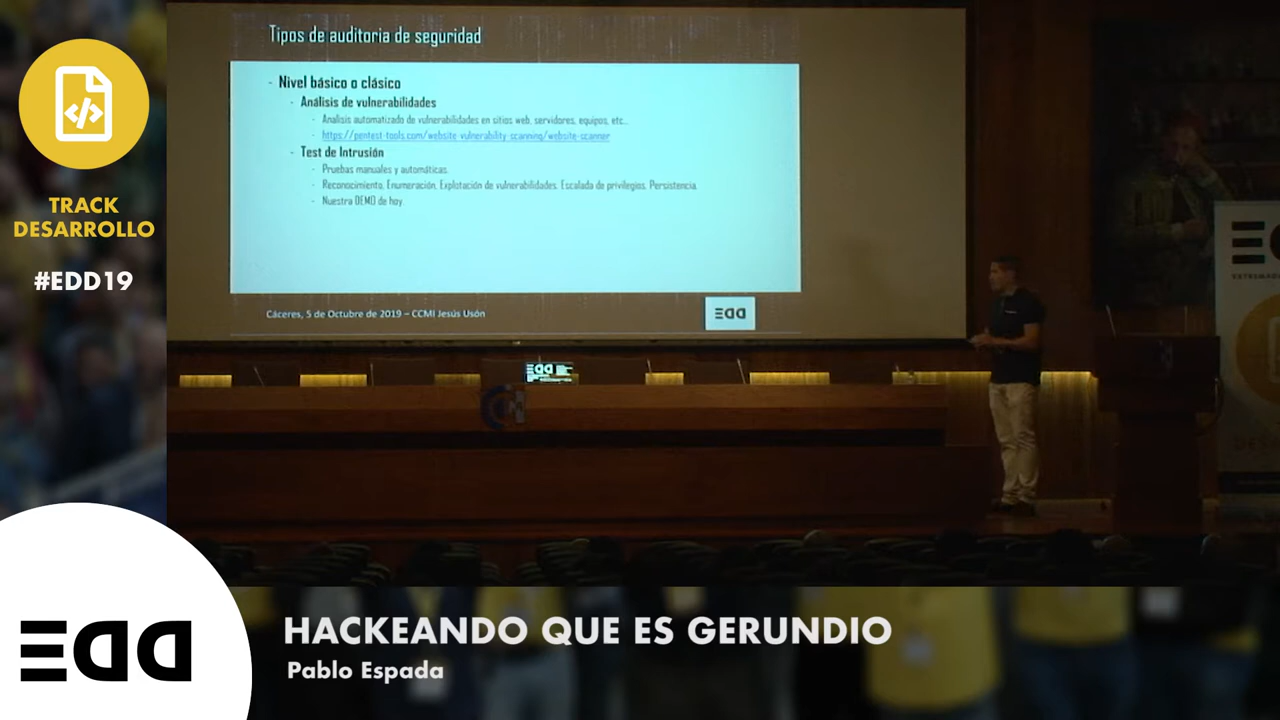 TRACK
DESARROLLO
#EDD19
Tipos de auditoria de seguridad
- Nivel básico o clásico
- Análisis de vulnerabilidades
- Analisis automatizado de vulnerabilidades en sitios web, servidores, equipos, etc..
- https://pentest-tools.com/website-vulnerability-scanning/website-scanner
- Test de Intrusión
- Pruebas manuales y automáticas.
- Reconocimiento, Enumeración, Explotación de vulnerabilidades, Escalada de privilegios, Persistencia.
- Nuestra DEMO de hoy
Cáceres, 5 de Octubre de 2019 – CCMI Jesús Usón
EDD
EDD
HACKEANDO QUE ES GERUNDIO
Pablo Espada